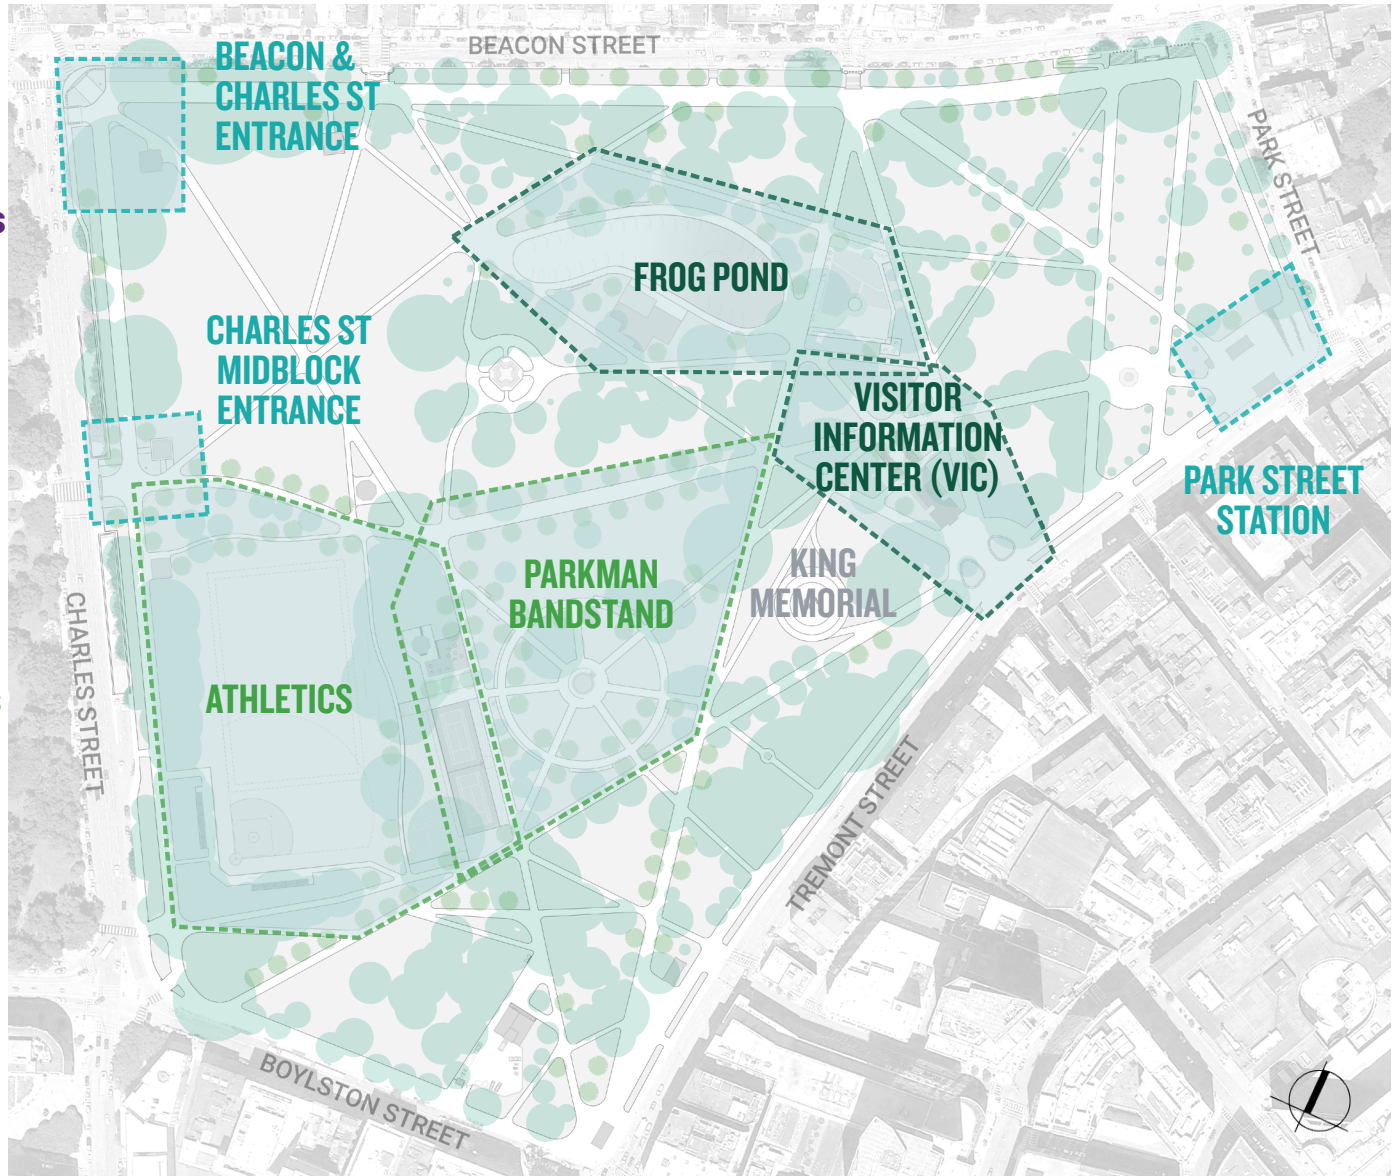 BEACON STREET
BEACON &
CHARLES ST
ENTRANCE
PARK STREET
FROG POND
CHARLES ST
MIDBLOCK
ENTRANCE
VISITOR
INFORMATION
CENTER (VIC)
PARK STREET
STATION
PARKMAN
BANDSTAND
KING
MEMORIAL
CHARLES STREET
ATHLETICS
TREMONT STREET
BOYLSTON STREET